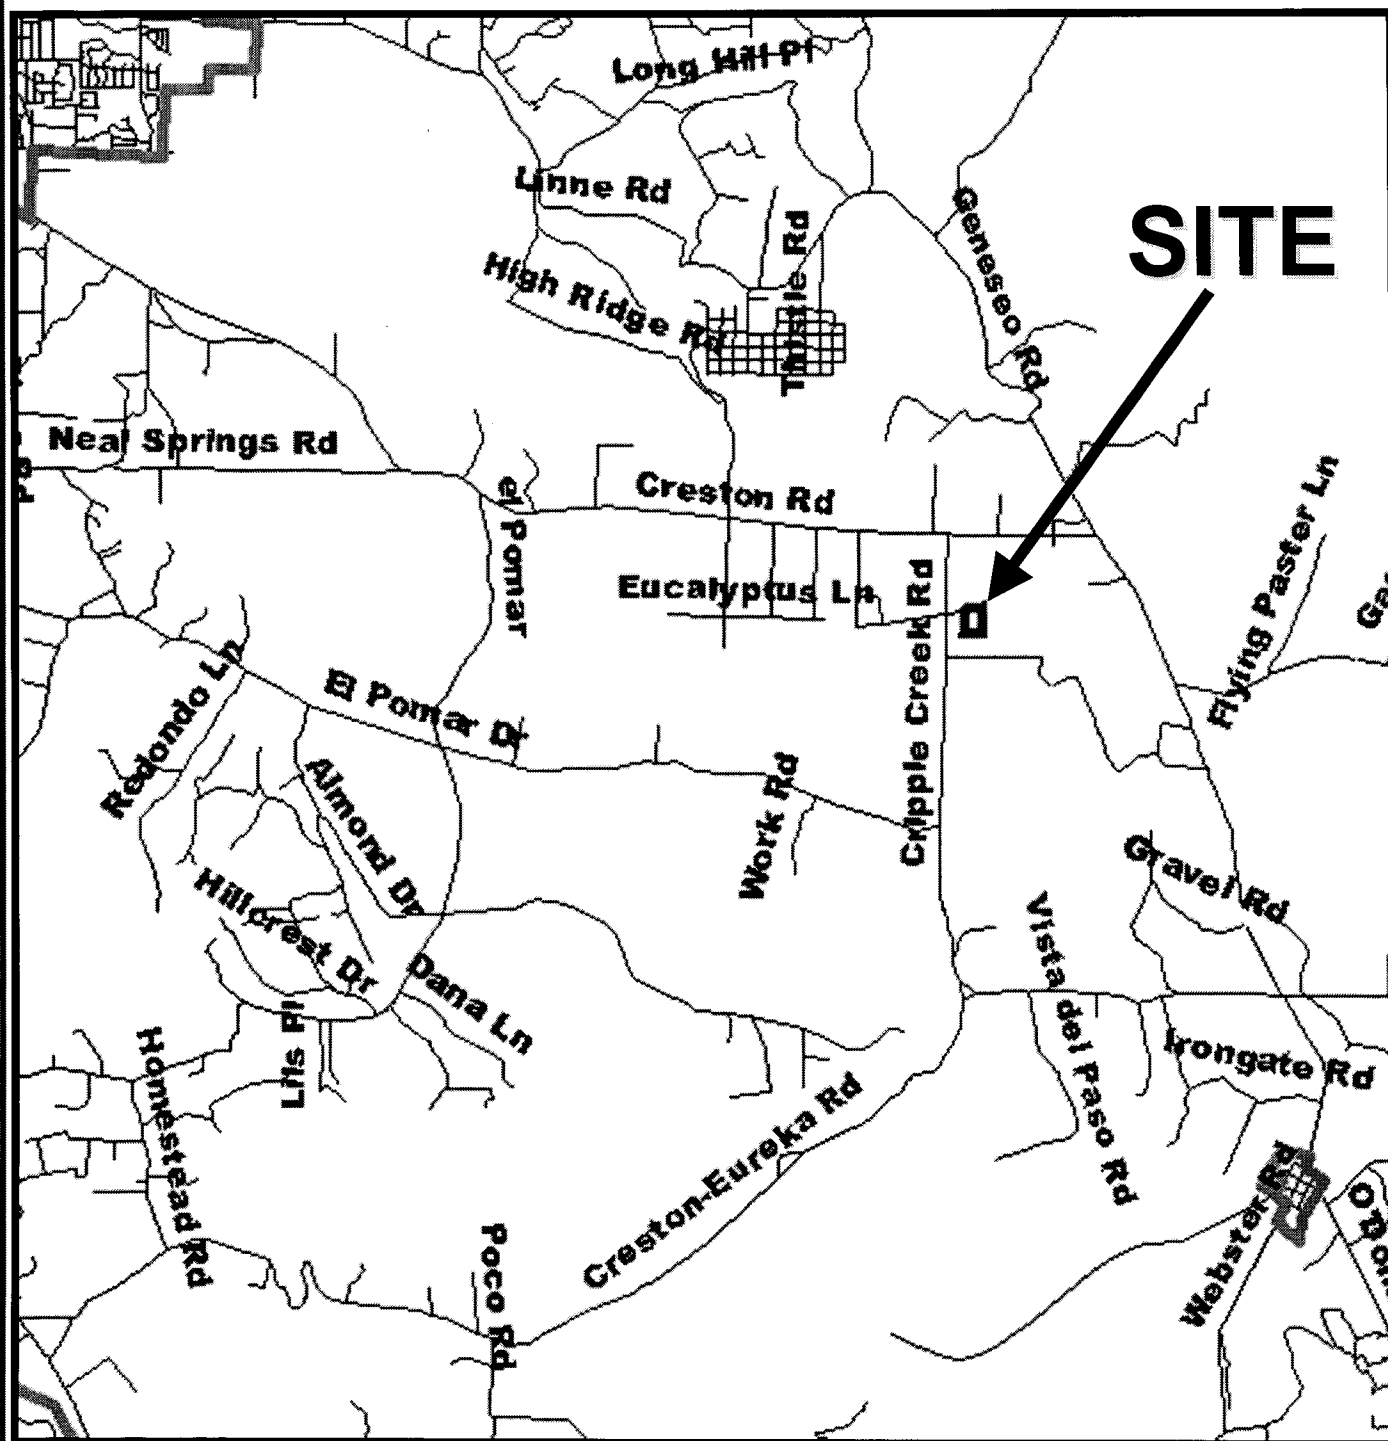 Long Hill Pl
Linne Rd
Geneseo Rd
SITE
Thistle Rd
High Ridge Rd
Neal Springs Rd
el Pomar
Creston Rd
Flying Paster Ln
Eucalyptus Ln
Cripple Creek Rd
Redondo Ln
El Pomar Dr
Almond Dr
Work Rd
Gravel Rd
Hillcrest Dr
Dana Ln
Vista del Paso Rd
Lils Pl
Homestead Rd
Irongate Rd
Creston-Eureka Rd
Webster Rd
Poco Rd